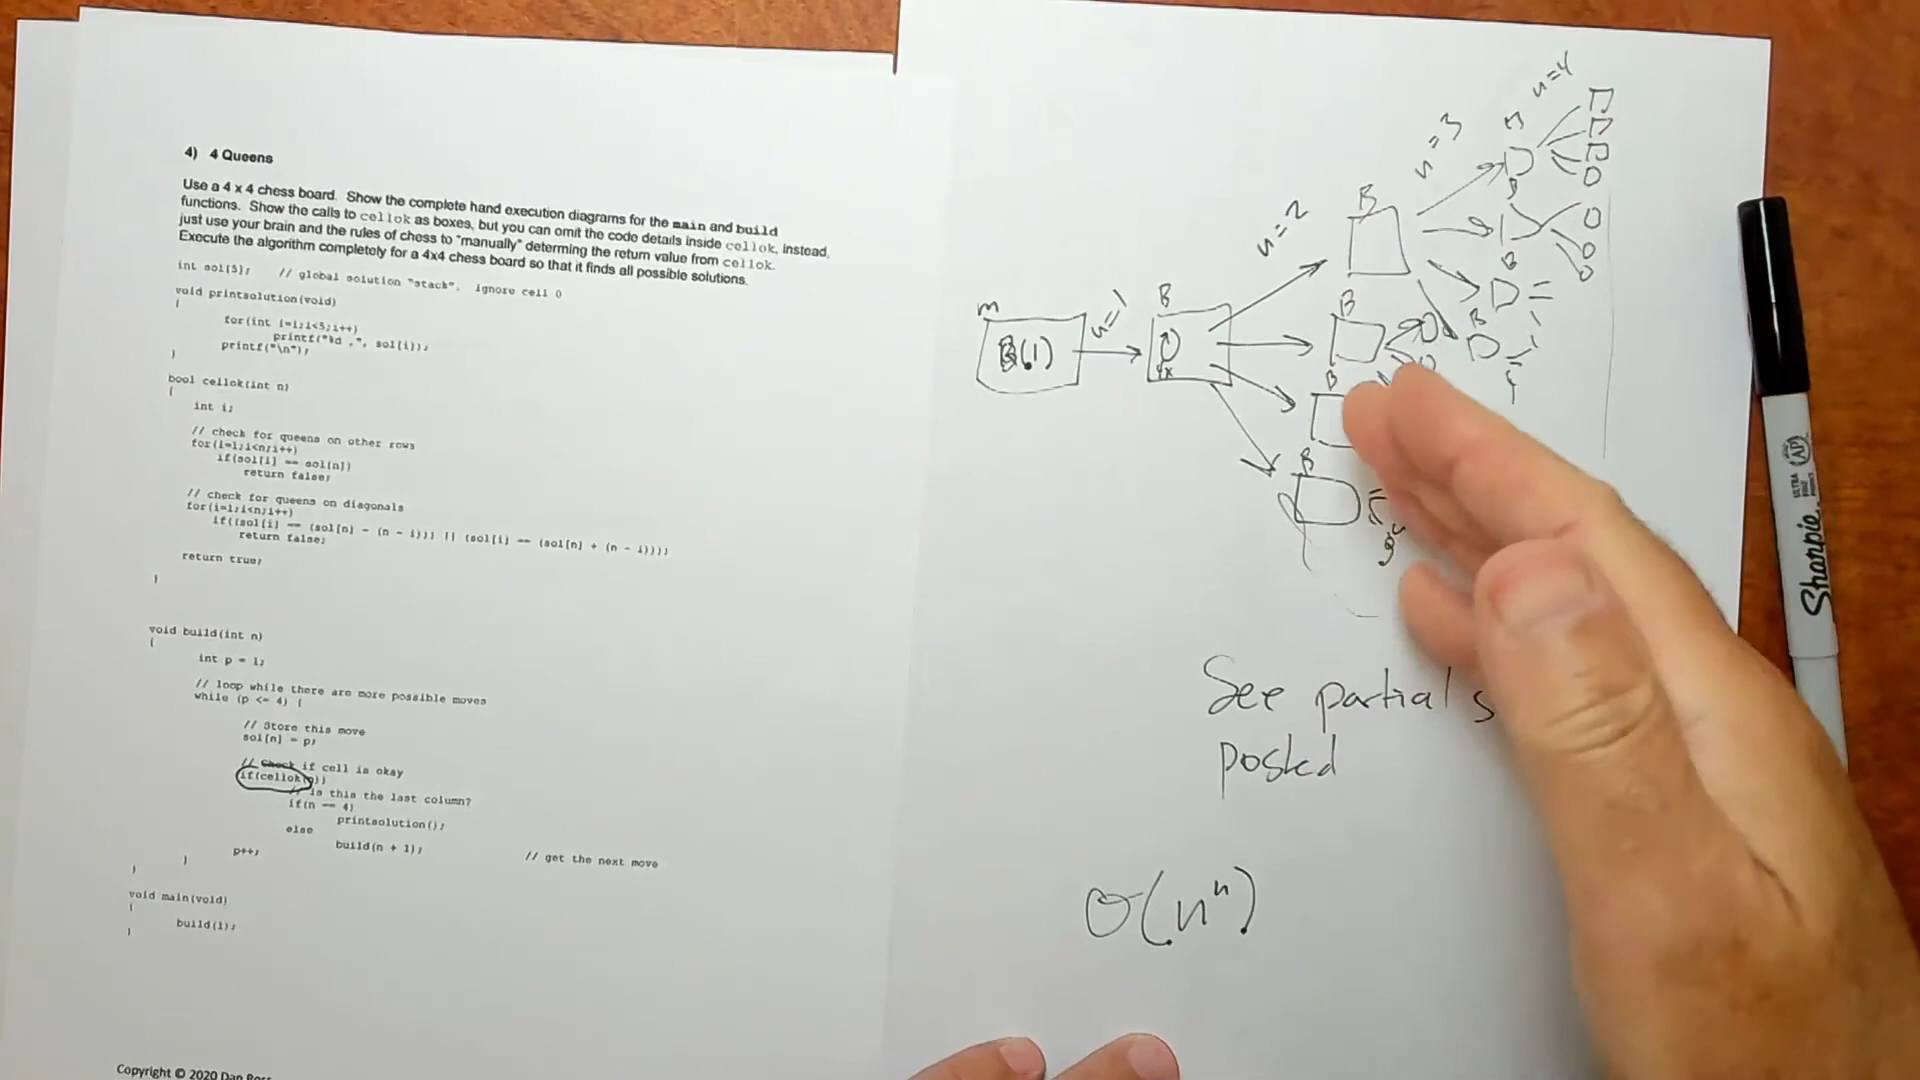 4) 4 Queens
Use a 4 x 4 chess board. Show the complete hand execution diagrams for the main and build
functions. Show the calls to cellok as boxes, but you can omit the code details inside cellok, instead,
just use your brain and the rules of chess to "manually" determing the return value from cellok.
Execute the algorithm completely for a 4x4 chess board so that it finds all possible solutions.
int sol[5]; // global solution "stack". ignore cell 0
void printsolution(void)
{
for(int i=1;i<5;i++)
printf("%d ,", sol[i]);
printf("\n");
}
bool cellok(int n)
{
int i;
// check for queens on other rows
for(i=1;i<n;i++)
if(sol[i] == sol[n])
return false;
// check for queens on diagonals
for(i=1;i<n;i++)
if((sol[i] == (sol[n] - (n - i))) || (sol[i] == (sol[n] + (n - i))))
return false;
return true;
}
void build(int n)
{
int p = 1;
// loop while there are more possible moves
while (p <= 4) {
// Store this move
sol[n] = p;
// Check if cell is okay
if(cellok(n))
// is this the last column?
if(n == 4)
printsolution();
else
build(n + 1); // get the next move
p++;
}
}
void main(void)
{
build(1);
}
Copyright © 2020 Dan Ross
m
B(1)
n=1
B
4x
n=2
B
B
B
B
n=3
B
B
B
n=4
See partial s
posted
O(n^n)
Sharpie
ULTRA
AP